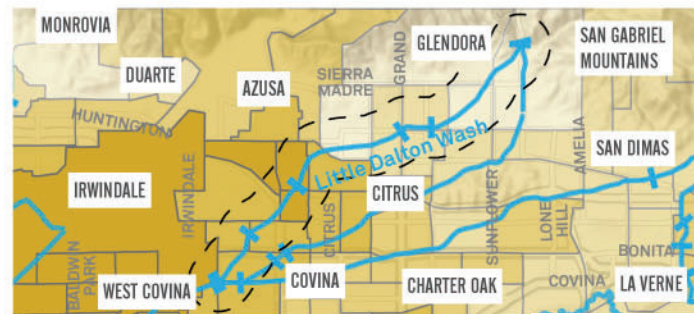 MONROVIA
GLENDORA
SAN GABRIEL
MOUNTAINS
DUARTE
AZUSA
SIERRA
MADRE
GRAND
HUNTINGTON
Little Dalton Wash
AMELIA
SAN DIMAS
IRWINDALE
IRWINDALE
CITRUS
CITRUS
SUNFLOWER
LONE
HILL
BONITA
BALDWIN
PARK
WEST COVINA
COVINA
CHARTER OAK
COVINA
LA VERNE